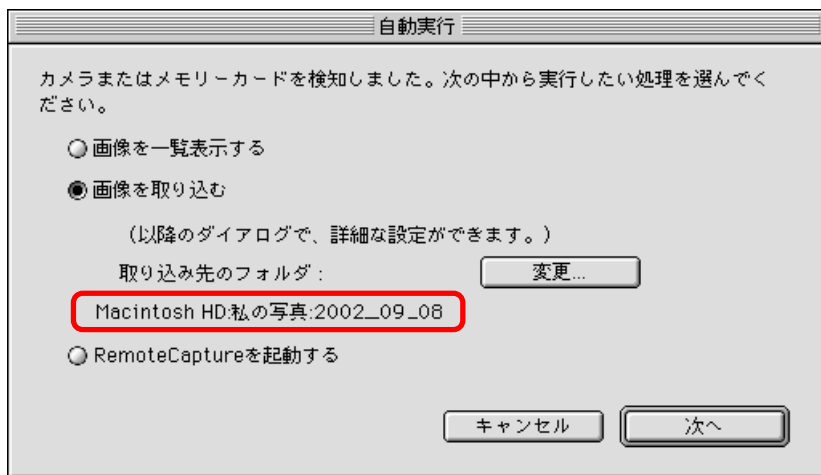 自動実行
カメラまたはメモリーカードを検知しました。次の中から実行したい処理を選んでく
ださい。
画像を一覧表示する
画像を取り込む
(以降のダイアログで、詳細な設定ができます。)
取り込み先のフォルダ:
変更...
Macintosh HD:私の写真:2002_09_08
RemoteCaptureを起動する
キャンセル
次へ